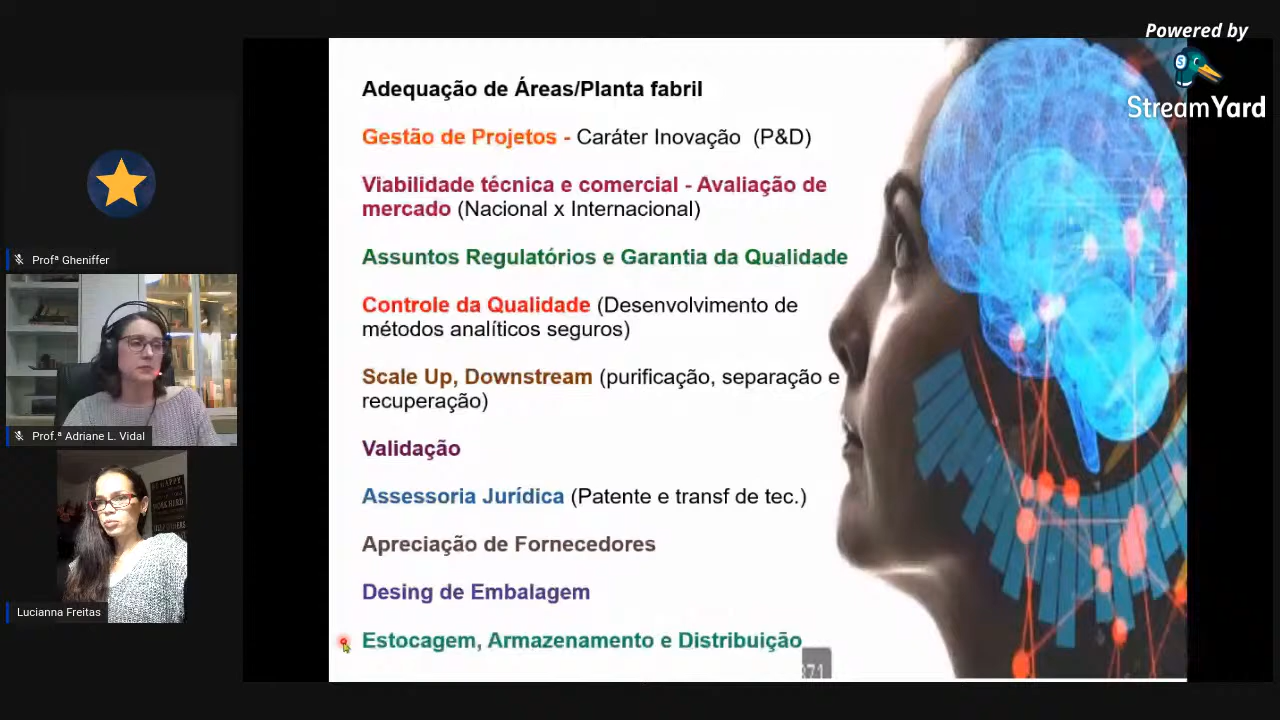 Powered by
StreamYard
Adequação de Áreas/Planta fabril
Gestão de Projetos - Caráter Inovação (P&D)
Viabilidade técnica e comercial - Avaliação de
mercado (Nacional x Internacional)
Assuntos Regulatórios e Garantia da Qualidade
Controle da Qualidade (Desenvolvimento de
métodos analíticos seguros)
Scale Up, Downstream (purificação, separação e
recuperação)
Validação
Assessoria Jurídica (Patente e transf de tec.)
Apreciação de Fornecedores
Desing de Embalagem
Estocagem, Armazenamento e Distribuição
Profª Gheniffer
Prof.ª Adriane L. Vidal
Lucianna Freitas